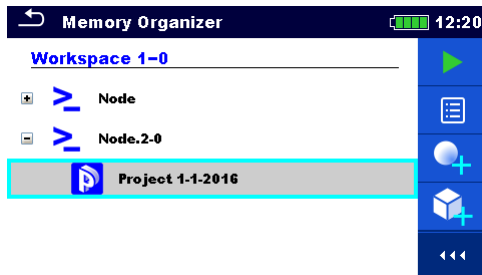 Memory Organizer
12:20
Workspace 1-0
Node
Node.2-0
Project 1-1-2016